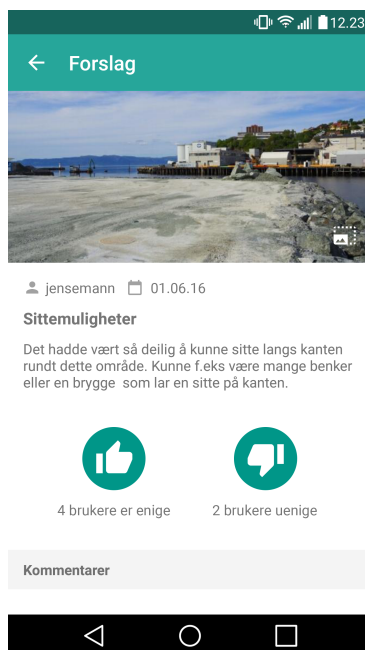 12.23
Forslag
jensemann 01.06.16
Sittemuligheter
Det hadde vært så deilig å kunne sitte langs kanten
rundt dette område. Kunne f.eks være mange benker
eller en brygge som lar en sitte på kanten.
4 brukere er enige 2 brukere uenige
Kommentarer